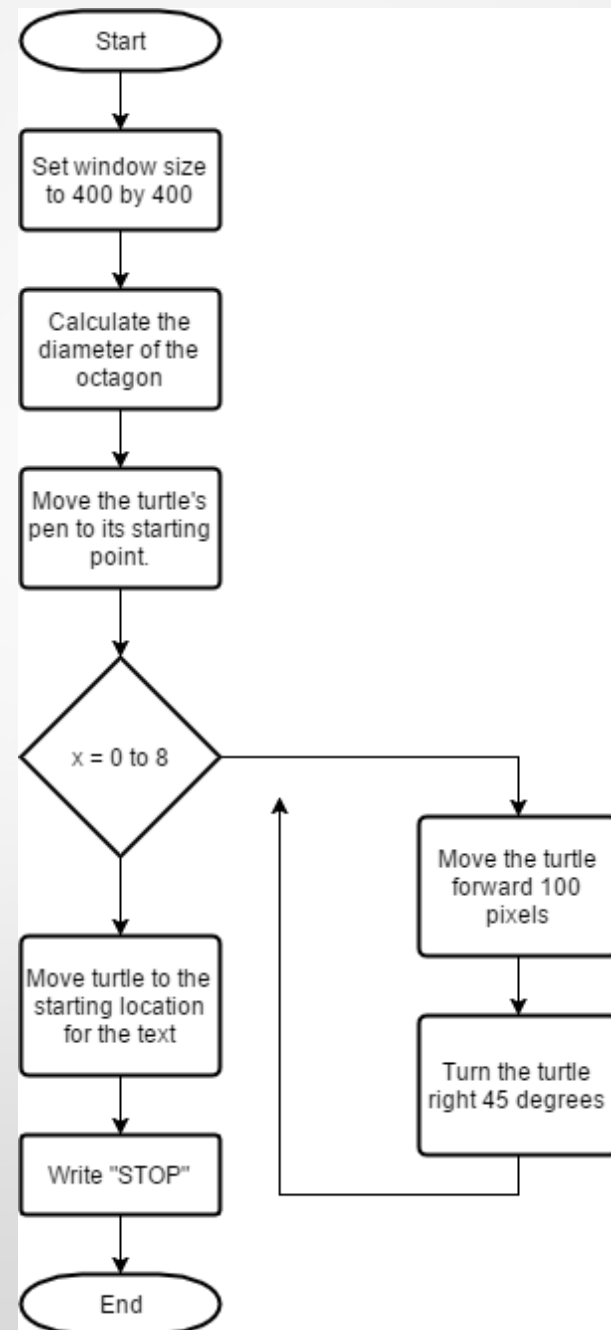 Start
Set window size
to 400 by 400
Calculate the
diameter of the
octagon
Move the turtle's
pen to its starting
point.
x = 0 to 8
Move the turtle
forward 100
pixels
Turn the turtle
right 45 degrees
Move turtle to the
starting location
for the text
Write "STOP"
End